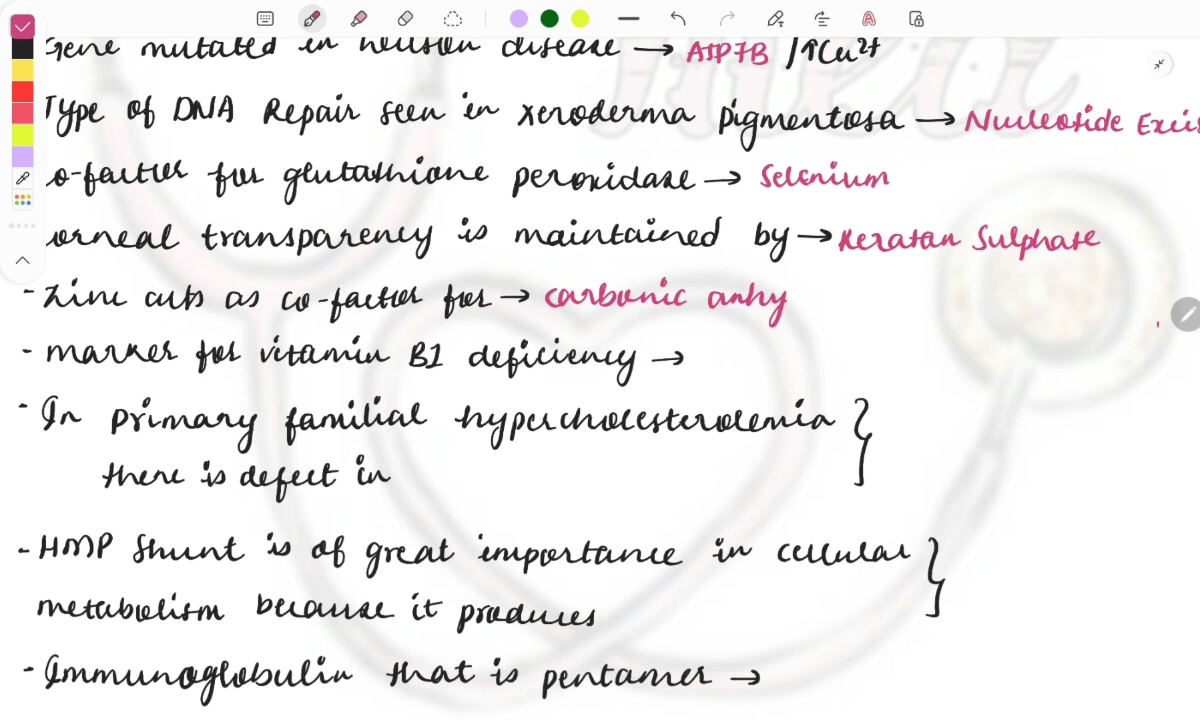 Gene mutated in wilson disease → ATP7B /↑Cu2+
Type of DNA Repair seen in xeroderma pigmentosa → Nucleotide Excis
o-factor for glutathione peroxidase → Selenium
orneal transparency is maintained by → Keratan Sulphate
- Zinc acts as co-factor for → carbonic anhy
- marker for vitamin B1 deficiency →
- In primary familial hypercholesterolemia }
there is defect in
- HMP Shunt is of great importance in cellular }
metabolism because it produces
- Immunoglobulin that is pentamer →